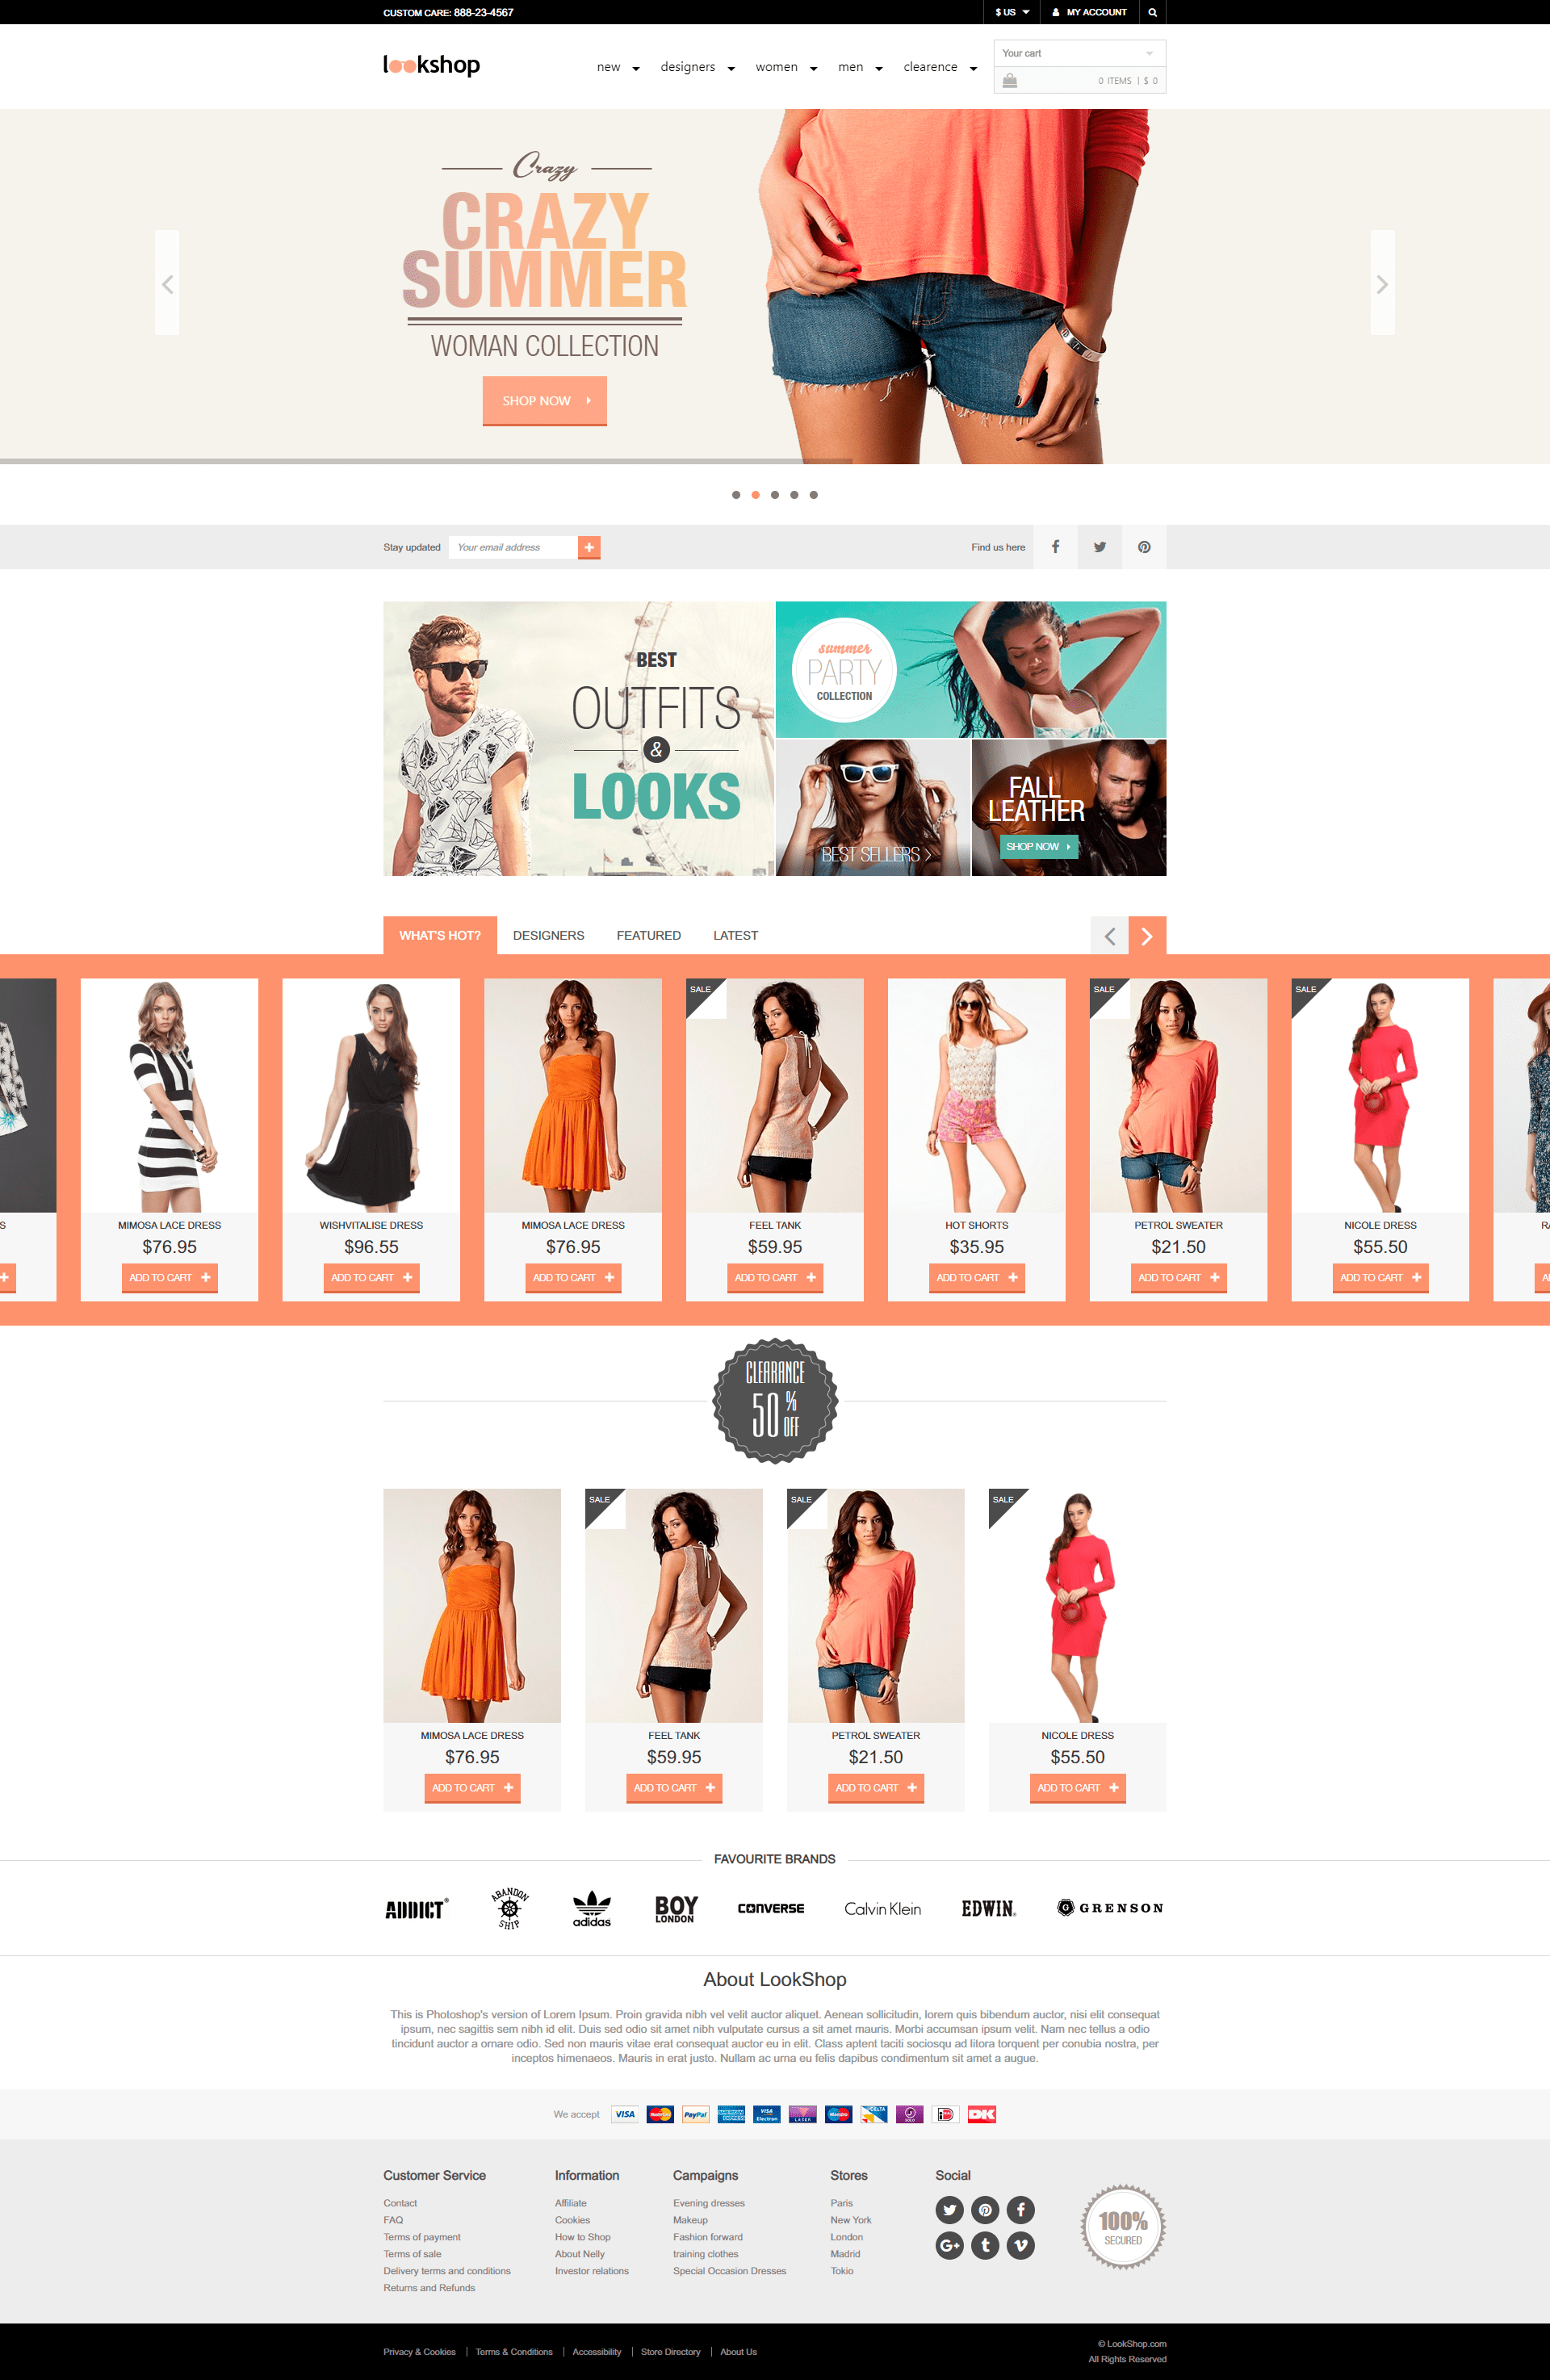 CUSTOM CARE: 888-23-4567
$ US
MY ACCOUNT
lookshop
new
designers
women
men
clearence
Your cart
0 ITEMS | $ 0
Crazy
CRAZY
SUMMER
WOMAN COLLECTION
SHOP NOW
Stay updated
Your email address
Find us here
BEST
OUTFITS
&
LOOKS
summer
PARTY
COLLECTION
BEST SELLERS >
FALL
LEATHER
SHOP NOW
WHAT'S HOT?
DESIGNERS
FEATURED
LATEST
SALE
SALE
SALE
S
MIMOSA LACE DRESS
$76.95
ADD TO CART
WISHVITALISE DRESS
$96.55
ADD TO CART
MIMOSA LACE DRESS
$76.95
ADD TO CART
FEEL TANK
$59.95
ADD TO CART
HOT SHORTS
$35.95
ADD TO CART
PETROL SWEATER
$21.50
ADD TO CART
NICOLE DRESS
$55.50
ADD TO CART
CLEARANCE
50 %
OFF
SALE
SALE
SALE
MIMOSA LACE DRESS
$76.95
ADD TO CART
FEEL TANK
$59.95
ADD TO CART
PETROL SWEATER
$21.50
ADD TO CART
NICOLE DRESS
$55.50
ADD TO CART
FAVOURITE BRANDS
ADDICT®
ABANDON
SHIP
adidas
BOY
LONDON
CONVERSE
Calvin Klein
EDWIN
G GRENSON
About LookShop
This is Photoshop's version of Lorem Ipsum. Proin gravida nibh vel velit auctor aliquet. Aenean sollicitudin, lorem quis bibendum auctor, nisi elit consequat
ipsum, nec sagittis sem nibh id elit. Duis sed odio sit amet nibh vulputate cursus a sit amet mauris. Morbi accumsan ipsum velit. Nam nec tellus a odio
tincidunt auctor a ornare odio. Sed non mauris vitae erat consequat auctor eu in elit. Class aptent taciti sociosqu ad litora torquent per conubia nostra, per
inceptos himenaeos. Mauris in erat justo. Nullam ac urna eu felis dapibus condimentum sit amet a augue.
We accept
VISA
MasterCard
PayPal
AMERICAN EXPRESS
VISA Electron
LASER
Maestro
DELTA
SOLO
DK
Customer Service
Contact
FAQ
Terms of payment
Terms of sale
Delivery terms and conditions
Returns and Refunds
Information
Affiliate
Cookies
How to Shop
About Nelly
Investor relations
Campaigns
Evening dresses
Makeup
Fashion forward
training clothes
Special Occasion Dresses
Stores
Paris
New York
London
Madrid
Tokio
Social
100%
SECURED
Privacy & Cookies | Terms & Conditions | Accessibility | Store Directory | About Us
© LookShop.com
All Rights Reserved